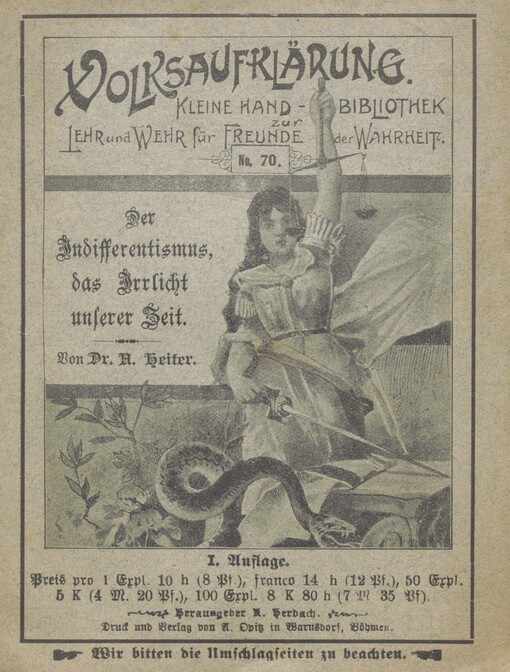 VOLKSAUFKLÄRUNG.
KLEINE HAND-BIBLIOTHEK
zur
LEHR und WEHR für FREUNDE der WAHRHEIT.
No. 70.
Der
Indifferentismus,
das Irrlicht
unserer Zeit.
Von Dr. A. Heiter.
I. Auflage.
Preis pro 1 Expl. 10 h (8 Pf.), franco 14 h (12 Pf.), 50 Expl.
5 K (4 M. 20 Pf.), 100 Expl. 8 K 80 h (7 M 35 Pf).
Herausgeber A. Herbach.
Druck und Verlag von A. Opitz in Warnsdorf, Böhmen.
Wir bitten die Umschlagseiten zu beachten.